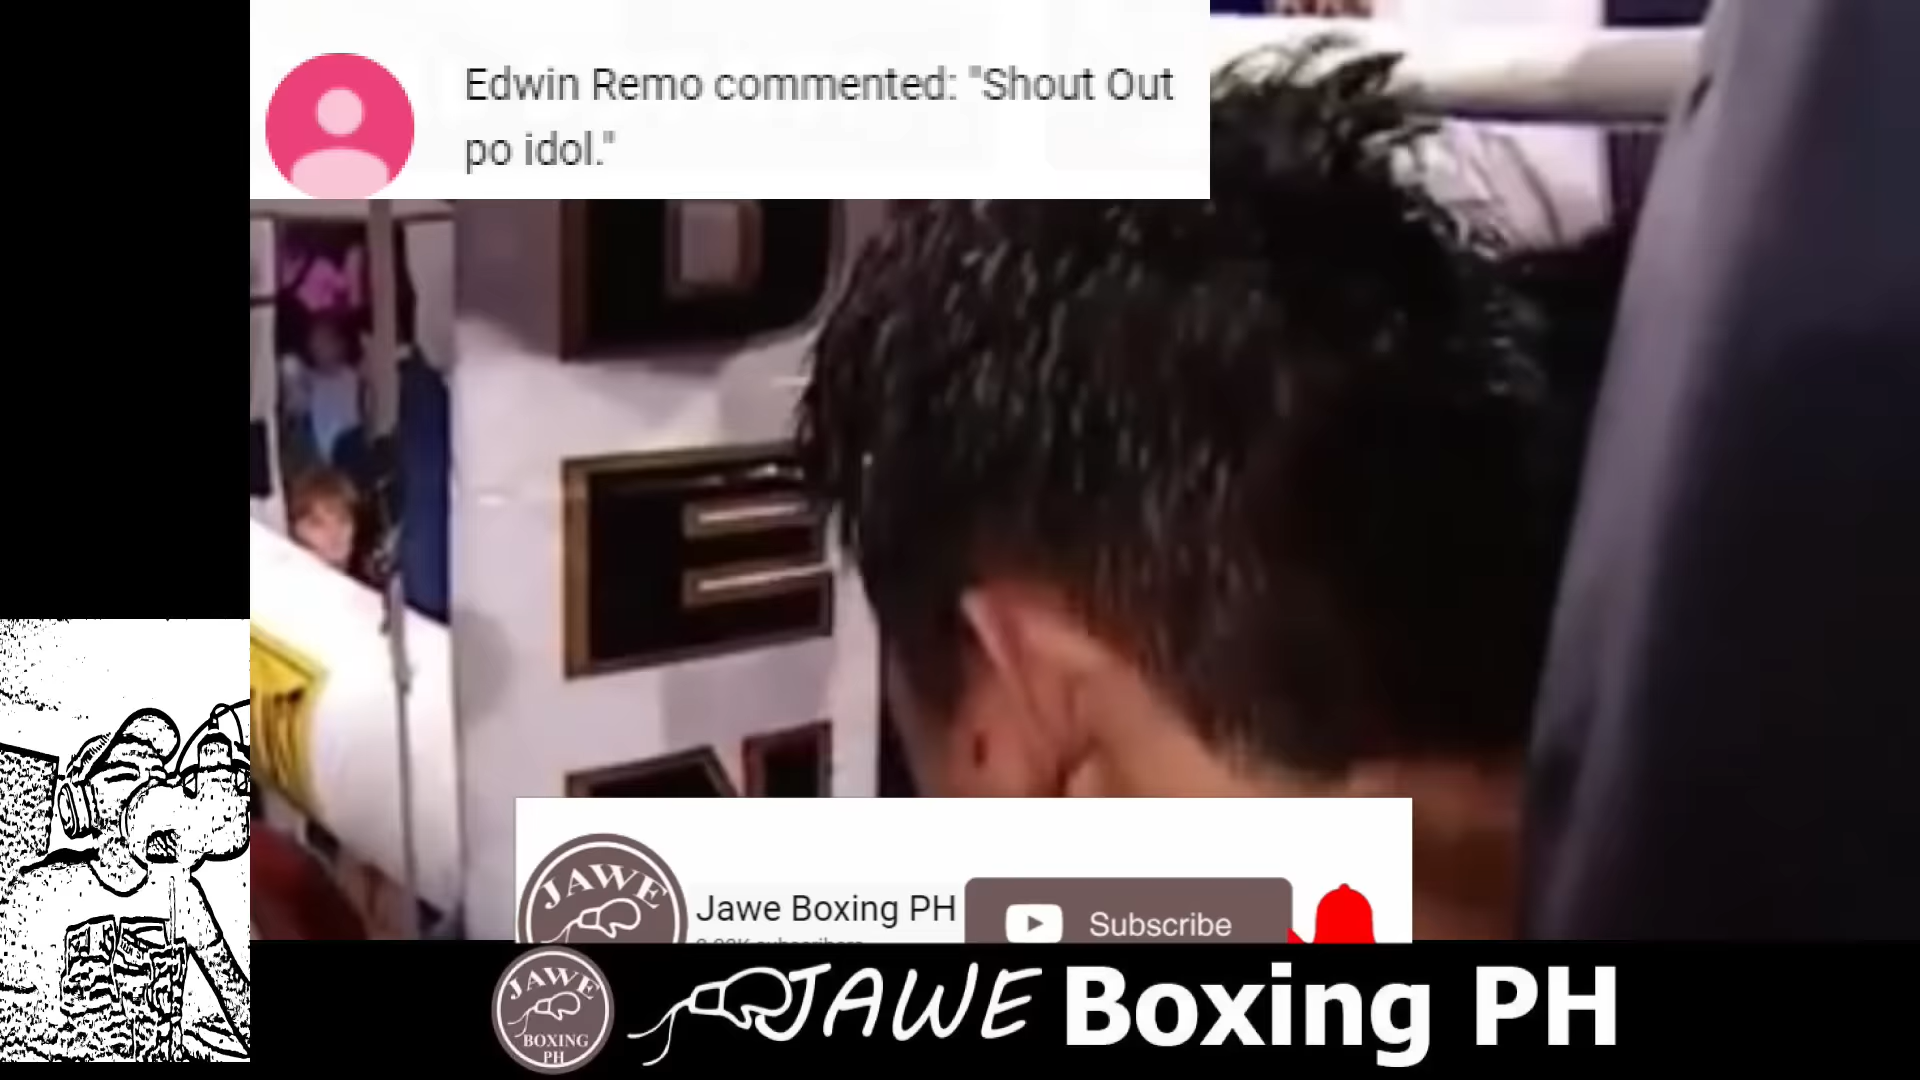 Edwin Remo commented: "Shout Out
po idol."
E
JAWE
Jawe Boxing PH
Subscribe
JAWE
BOXING
PH
JAWE Boxing PH